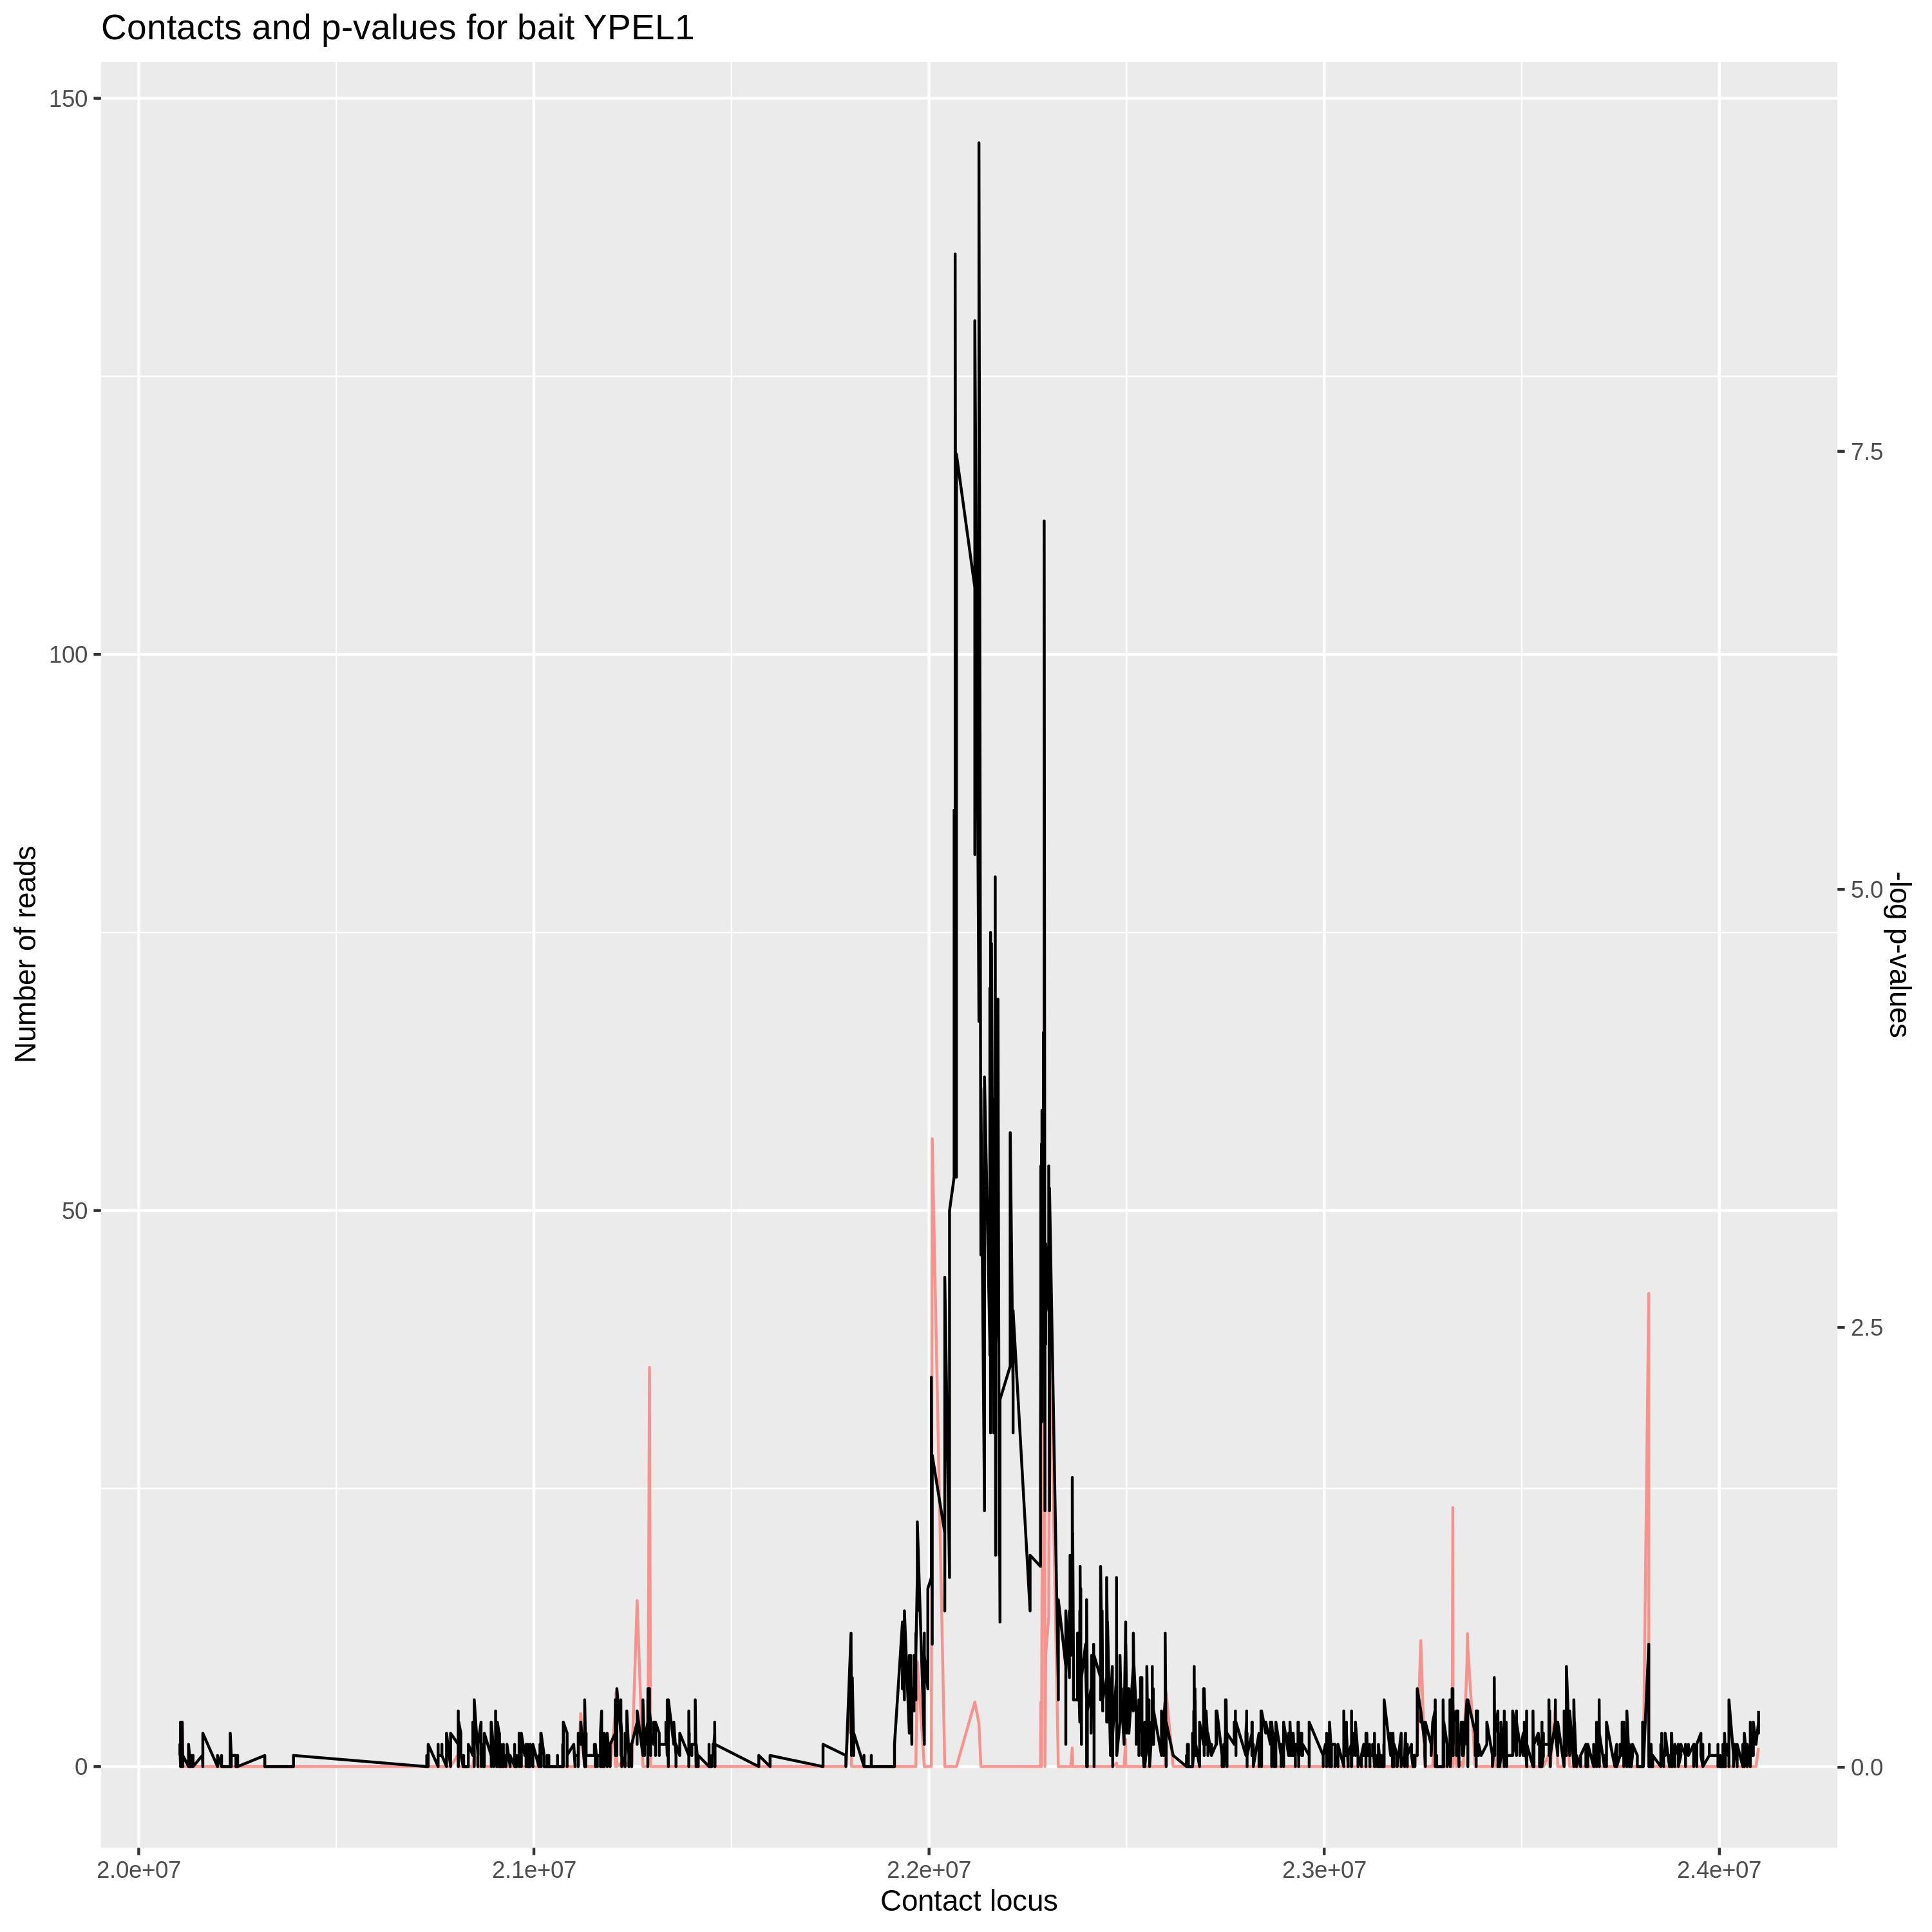 Contacts and p-values for bait YPEL1
150
100
50
0
Number of reads
7.5
5.0
2.5
0.0
-log p-values
2.0e+07 2.1e+07 2.2e+07 2.3e+07 2.4e+07
Contact locus